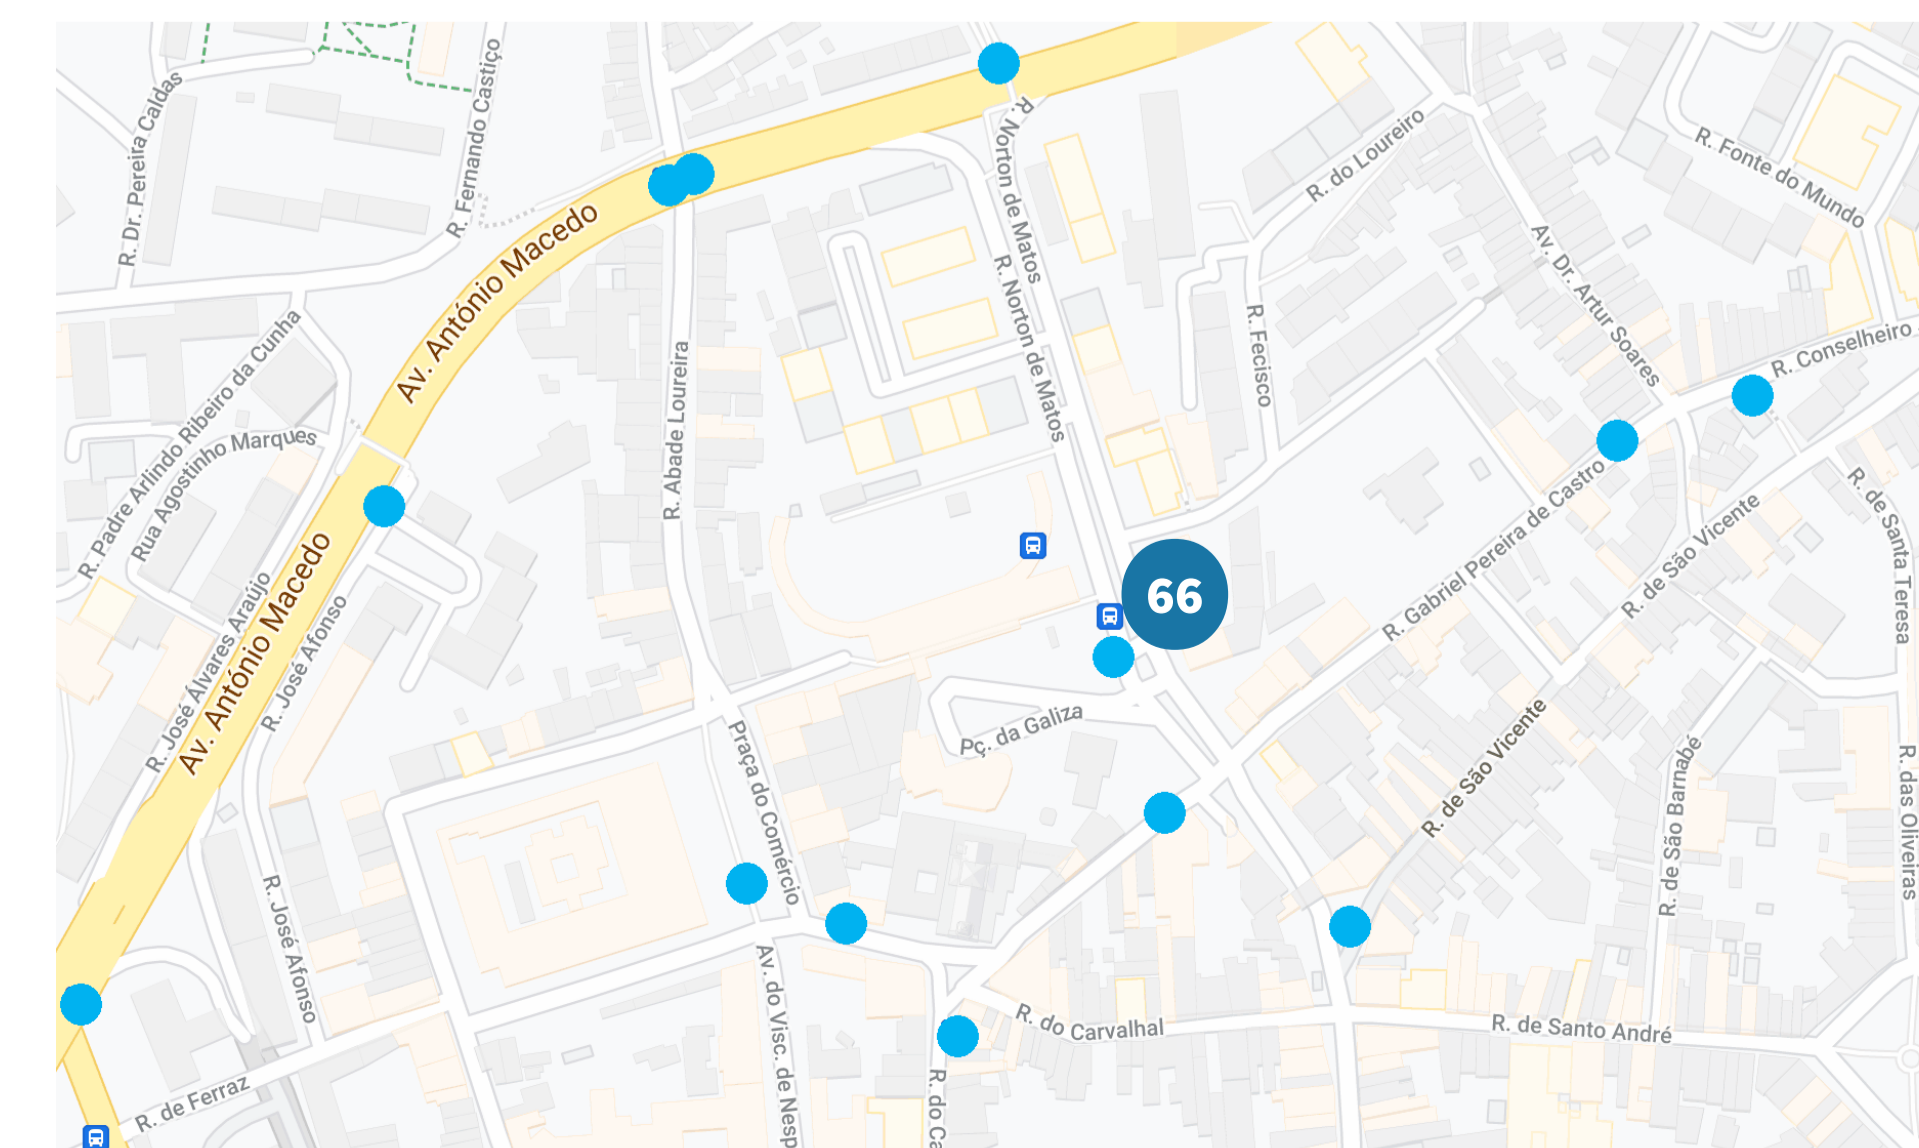 R. Dr. Pereira Caldas
R. Fernando Castiço
R. Norton de Matos
R. do Loureiro
R. Fonte do Mundo
Av. António Macedo
R. Norton de Matos
Av. Dr. Artur Soares
R. Padre Arlindo Ribeiro da Cunha
R. Abade Loureira
R. Fecisco
R. Conselheiro
Rua Agostinho Marques
R. Gabriel Pereira de Castro
R. de São Vicente
R. de Santa Teresa
66
Av. António Macedo
R. José Álvares Araújo
R. José Afonso
Praça do Comércio
Pç. da Galiza
R. de São Vicente
R. de São Barnabé
R. das Oliveiras
R. José Afonso
Av. do Visc. de Nesp
R. do Carvalhal
R. de Santo André
R. de Ferraz
R. do Ca